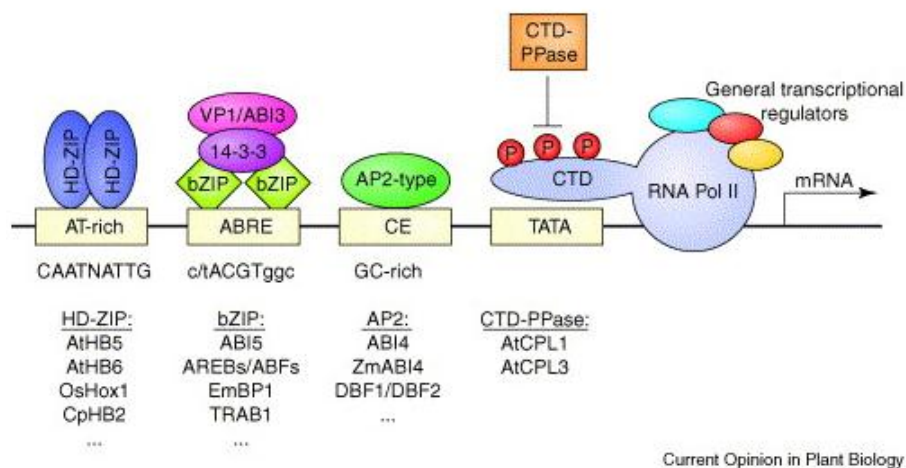 CTD-
PPase
General transcriptional
regulators
VP1/ABI3
14-3-3
HD-ZIP
HD-ZIP
bZIP
bZIP
AP2-type
P
P
P
CTD
RNA Pol II
mRNA
AT-rich
ABRE
CE
TATA
CAATNATTG
c/tACGTggc
GC-rich
HD-ZIP:
AtHB5
AtHB6
OsHox1
CpHB2
...
bZIP:
ABI5
AREBs/ABFs
EmBP1
TRAB1
...
AP2:
ABI4
ZmABI4
DBF1/DBF2
...
CTD-PPase:
AtCPL1
AtCPL3
Current Opinion in Plant Biology